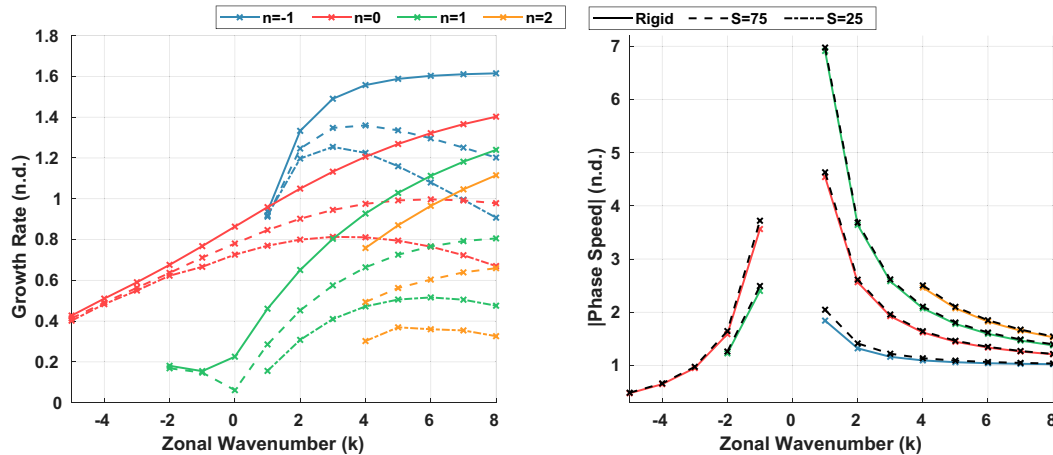 n=-1 n=0 n=1 n=2
Rigid S=75 S=25
Growth Rate (n.d.)
1.8
1.6
1.4
1.2
1
0.8
0.6
0.4
0.2
0
-4 -2 0 2 4 6 8
Zonal Wavenumber (k)
|Phase Speed| (n.d.)
7
6
5
4
3
2
1
-4 -2 0 2 4 6 8
Zonal Wavenumber (k)